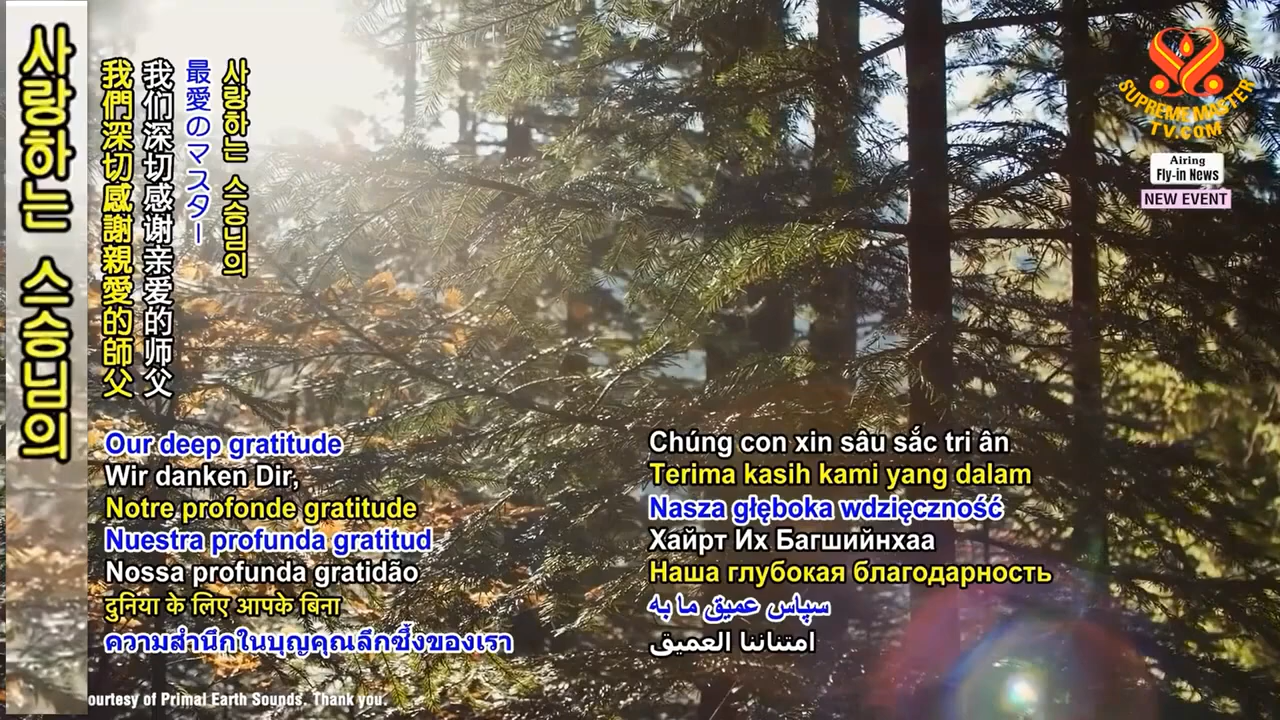 사랑하는 스승님의
我們深切感謝親愛的師父
我们深切感谢亲爱的师父
最愛のマスター
사랑하는 스승님의
SUPREME MASTER
TV.COM
Airing
Fly-in News
NEW EVENT
Our deep gratitude
Wir danken Dir,
Notre profonde gratitude
Nuestra profunda gratitud
Nossa profunda gratidão
दुनिया के लिए आपके बिना
ความสำนึกในบุญคุณลึกซึ้งของเรา
Chúng con xin sâu sắc tri ân
Terima kasih kami yang dalam
Nasza głęboka wdzięczność
Хайрт Их Багшийнхаа
Наша глубокая благодарность
سپاس عمیق ما به
امتناننا العميق
ourtesy of Primal Earth Sounds. Thank you.